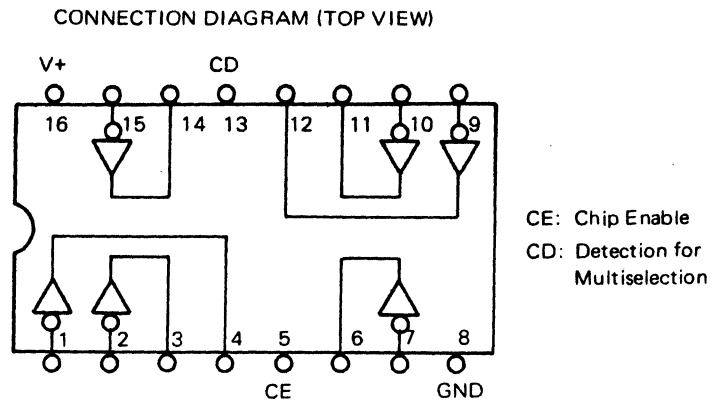 CONNECTION DIAGRAM (TOP VIEW)
V+ CD
16 15 14 13 12 11 10 9
CE: Chip Enable
CD: Detection for
Multiselection
1 2 3 4 5 6 7 8
CE GND